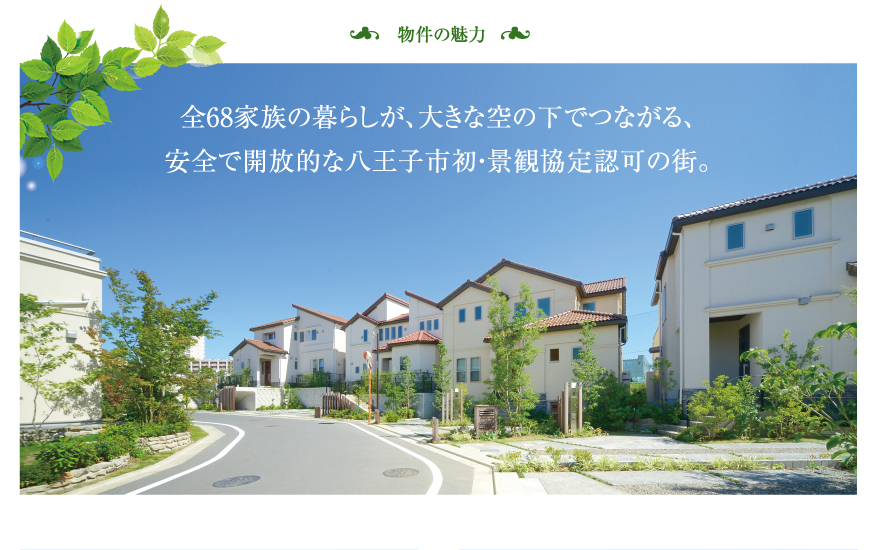 物件の魅力
全68家族の暮らしが、大きな空の下でつながる、
安全で開放的な八王子市初・景観協定認可の街。